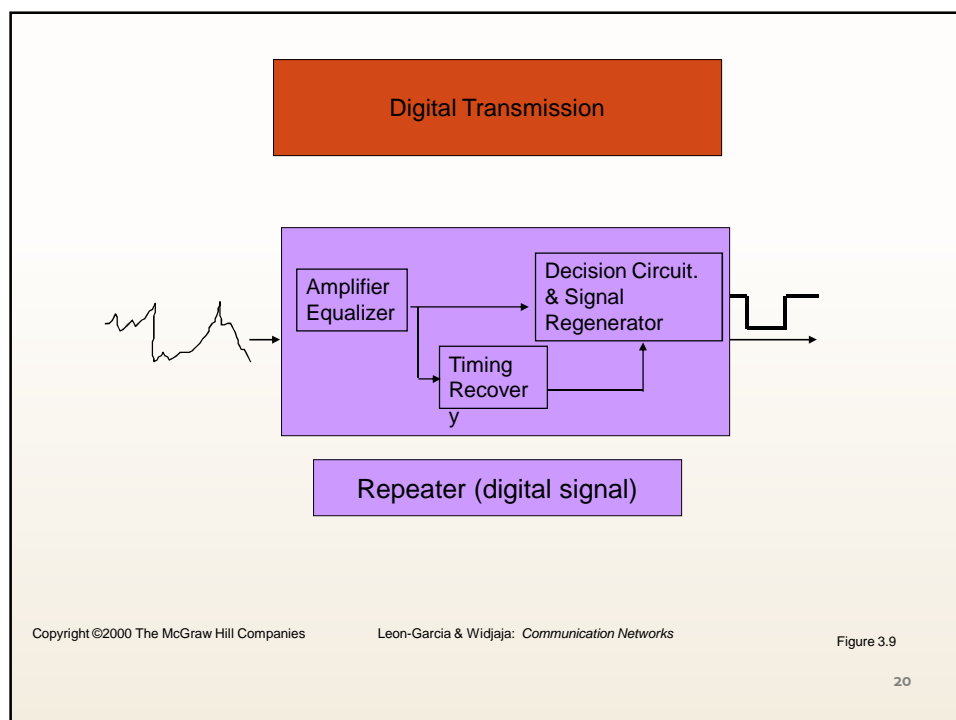 Digital Transmission
Amplifier
Equalizer
Decision Circuit.
& Signal
Regenerator
Timing
Recover
y
Repeater (digital signal)
Copyright ©2000 The McGraw Hill Companies
Leon-Garcia & Widjaja: Communication Networks
Figure 3.9
20